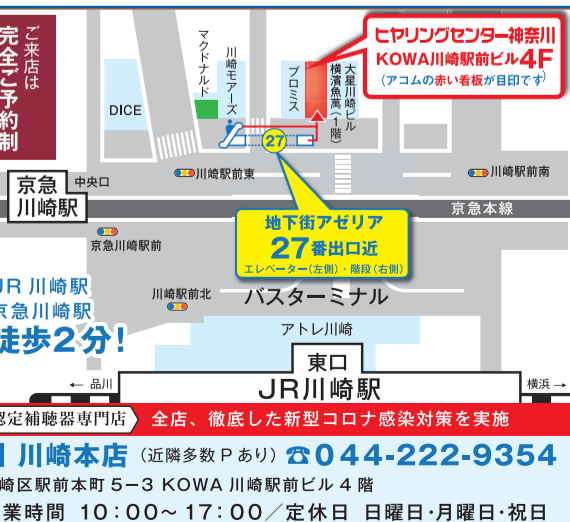 ご来店は
完全ご予約制
DICE
マクドナルド
川崎モアーズ
プロミス
大星川崎ビル
横濱魚萬(1階)
ヒヤリングセンター神奈川
KOWA川崎駅前ビル4F
(アコムの赤い看板が目印です)
27
川崎駅前東
川崎駅前南
京急
川崎駅
中央口
京急本線
地下街アゼリア
27番出口近
エレベーター(左側)・階段(右側)
京急川崎駅前
JR 川崎駅
京急川崎駅
徒歩2分!
川崎駅前北
バスターミナル
アトレ川崎
東口
JR川崎駅
← 品川
横浜 →
認定補聴器専門店
全店、徹底した新型コロナ感染対策を実施
川崎本店 (近隣多数 P あり) ☎044-222-9354
崎区駅前本町 5−3 KOWA 川崎駅前ビル 4 階
業時間 10:00〜17:00/定休日 日曜日・月曜日・祝日